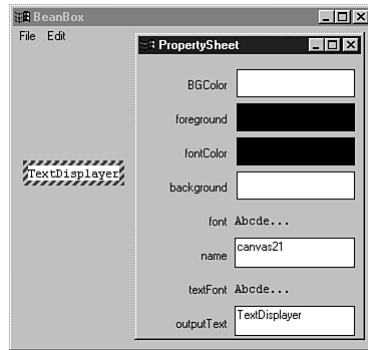 BeanBox
File Edit
TextDisplayer
PropertySheet
BGColor
foreground
fontColor
background
font Abcde...
name canvas21
textFont Abcde...
outputText TextDisplayer